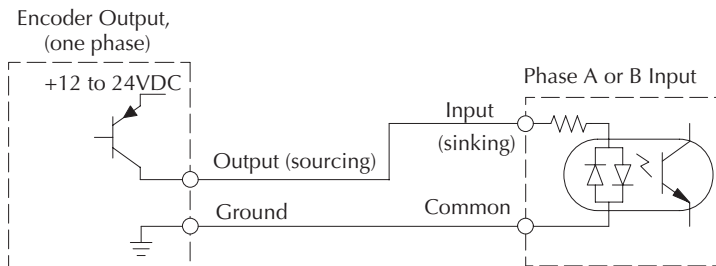 Encoder Output,
(one phase)
+12 to 24VDC
Phase A or B Input
Input
(sinking)
Output (sourcing)
Ground
Common